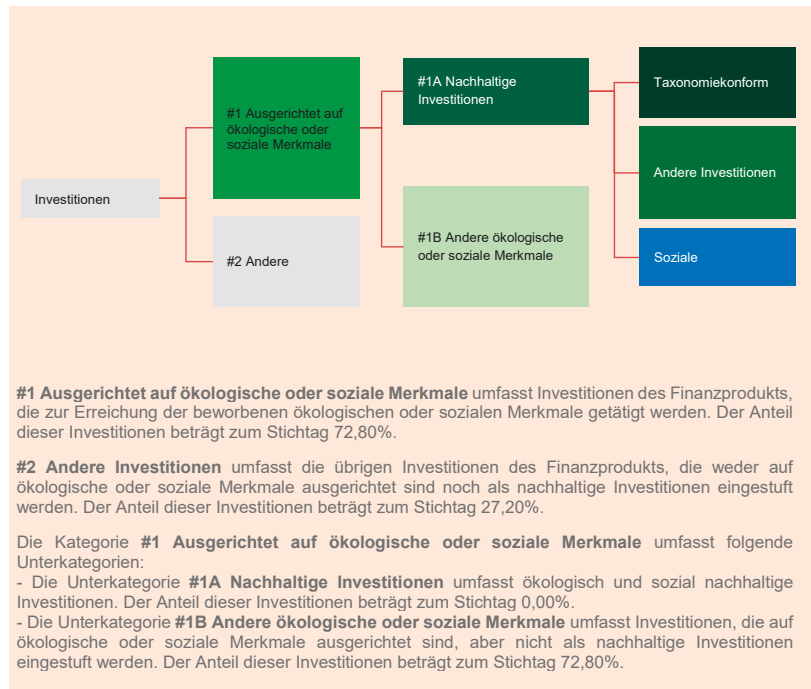 Investitionen
#1 Ausgerichtet auf
ökologische oder
soziale Merkmale
#2 Andere
#1A Nachhaltige
Investitionen
#1B Andere ökologische
oder soziale Merkmale
Taxonomiekonform
Andere Investitionen
Soziale
#1 Ausgerichtet auf ökologische oder soziale Merkmale umfasst Investitionen des Finanzprodukts,
die zur Erreichung der beworbenen ökologischen oder sozialen Merkmale getätigt werden. Der Anteil
dieser Investitionen beträgt zum Stichtag 72,80%.
#2 Andere Investitionen umfasst die übrigen Investitionen des Finanzprodukts, die weder auf
ökologische oder soziale Merkmale ausgerichtet sind noch als nachhaltige Investitionen eingestuft
werden. Der Anteil dieser Investitionen beträgt zum Stichtag 27,20%.
Die Kategorie #1 Ausgerichtet auf ökologische oder soziale Merkmale umfasst folgende
Unterkategorien:
- Die Unterkategorie #1A Nachhaltige Investitionen umfasst ökologisch und sozial nachhaltige
Investitionen. Der Anteil dieser Investitionen beträgt zum Stichtag 0,00%.
- Die Unterkategorie #1B Andere ökologische oder soziale Merkmale umfasst Investitionen, die auf
ökologische oder soziale Merkmale ausgerichtet sind, aber nicht als nachhaltige Investitionen
eingestuft werden. Der Anteil dieser Investitionen beträgt zum Stichtag 72,80%.